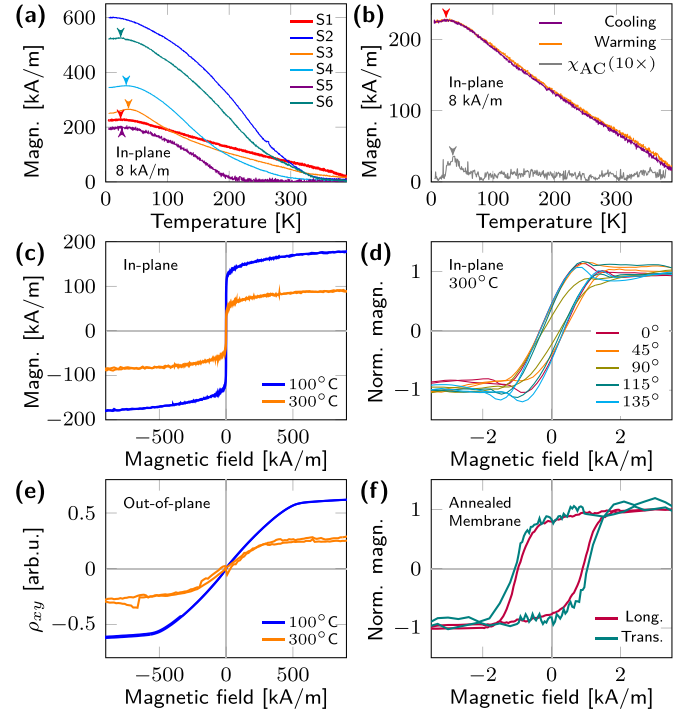 (a)
Magn. [kA/m]
600
500
400
300
200
100
0
0
100
200
300
Temperature [K]
In-plane
8 kA/m
S1
S2
S3
S4
S5
S6
(b)
Magn. [kA/m]
200
100
0
0
100
200
300
Temperature [K]
In-plane
8 kA/m
Cooling
Warming
χAC(10×)
(c)
Magn. [kA/m]
200
100
0
−100
−200
−500
0
500
Magnetic field [kA/m]
In-plane
100°C
300°C
(d)
Norm. magn.
1
0
−1
−2
0
2
Magnetic field [kA/m]
In-plane
300°C
0°
45°
90°
115°
135°
(e)
ρxy [arb.u.]
0.5
0
−0.5
−500
0
500
Magnetic field [kA/m]
Out-of-plane
100°C
300°C
(f)
Norm. magn.
1
0
−1
−2
0
2
Magnetic field [kA/m]
Annealed
Membrane
Long.
Trans.